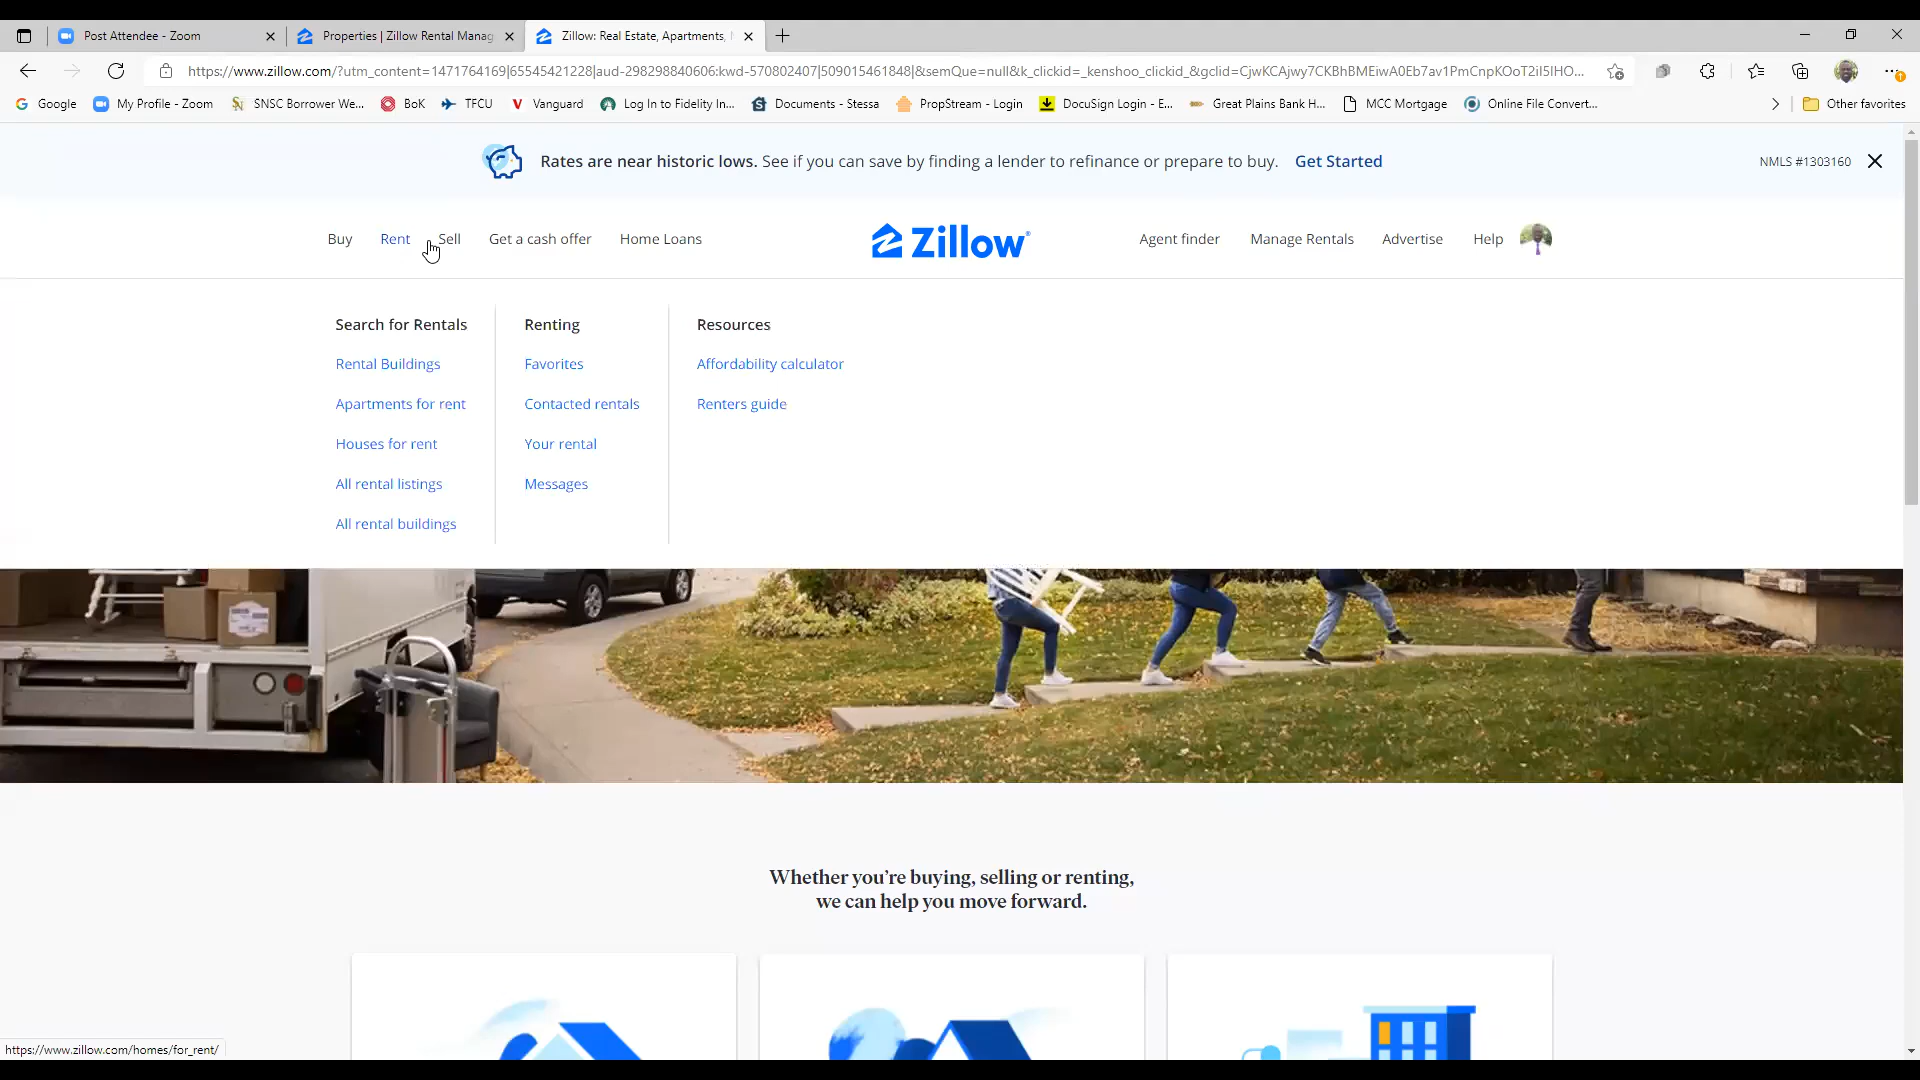 Post Attendee - Zoom
Properties | Zillow Rental Manag
Zillow: Real Estate, Apartments,
https://www.zillow.com/?utm_content=1471764169|65545421228|aud-298298840606:kwd-570802407|509015461848|&semQue=null&k_clickid=_kenshoo_clickid_&gclid=CjwKCAjwy7CKBhBMEiwA0Eb7av1PmCnpKOoT2iI5IHO...
Google My Profile - Zoom SNSC Borrower We... BoK TFCU Vanguard Log In to Fidelity In... Documents - Stessa PropStream - Login DocuSign Login - E... Great Plains Bank H... MCC Mortgage Online File Convert... Other favorites
Rates are near historic lows. See if you can save by finding a lender to refinance or prepare to buy. Get Started NMLS #1303160
Buy Rent Sell Get a cash offer Home Loans Zillow Agent finder Manage Rentals Advertise Help
Search for Rentals
Rental Buildings
Apartments for rent
Houses for rent
All rental listings
All rental buildings
Renting
Favorites
Contacted rentals
Your rental
Messages
Resources
Affordability calculator
Renters guide
Whether you're buying, selling or renting,
we can help you move forward.
https://www.zillow.com/homes/for_rent/